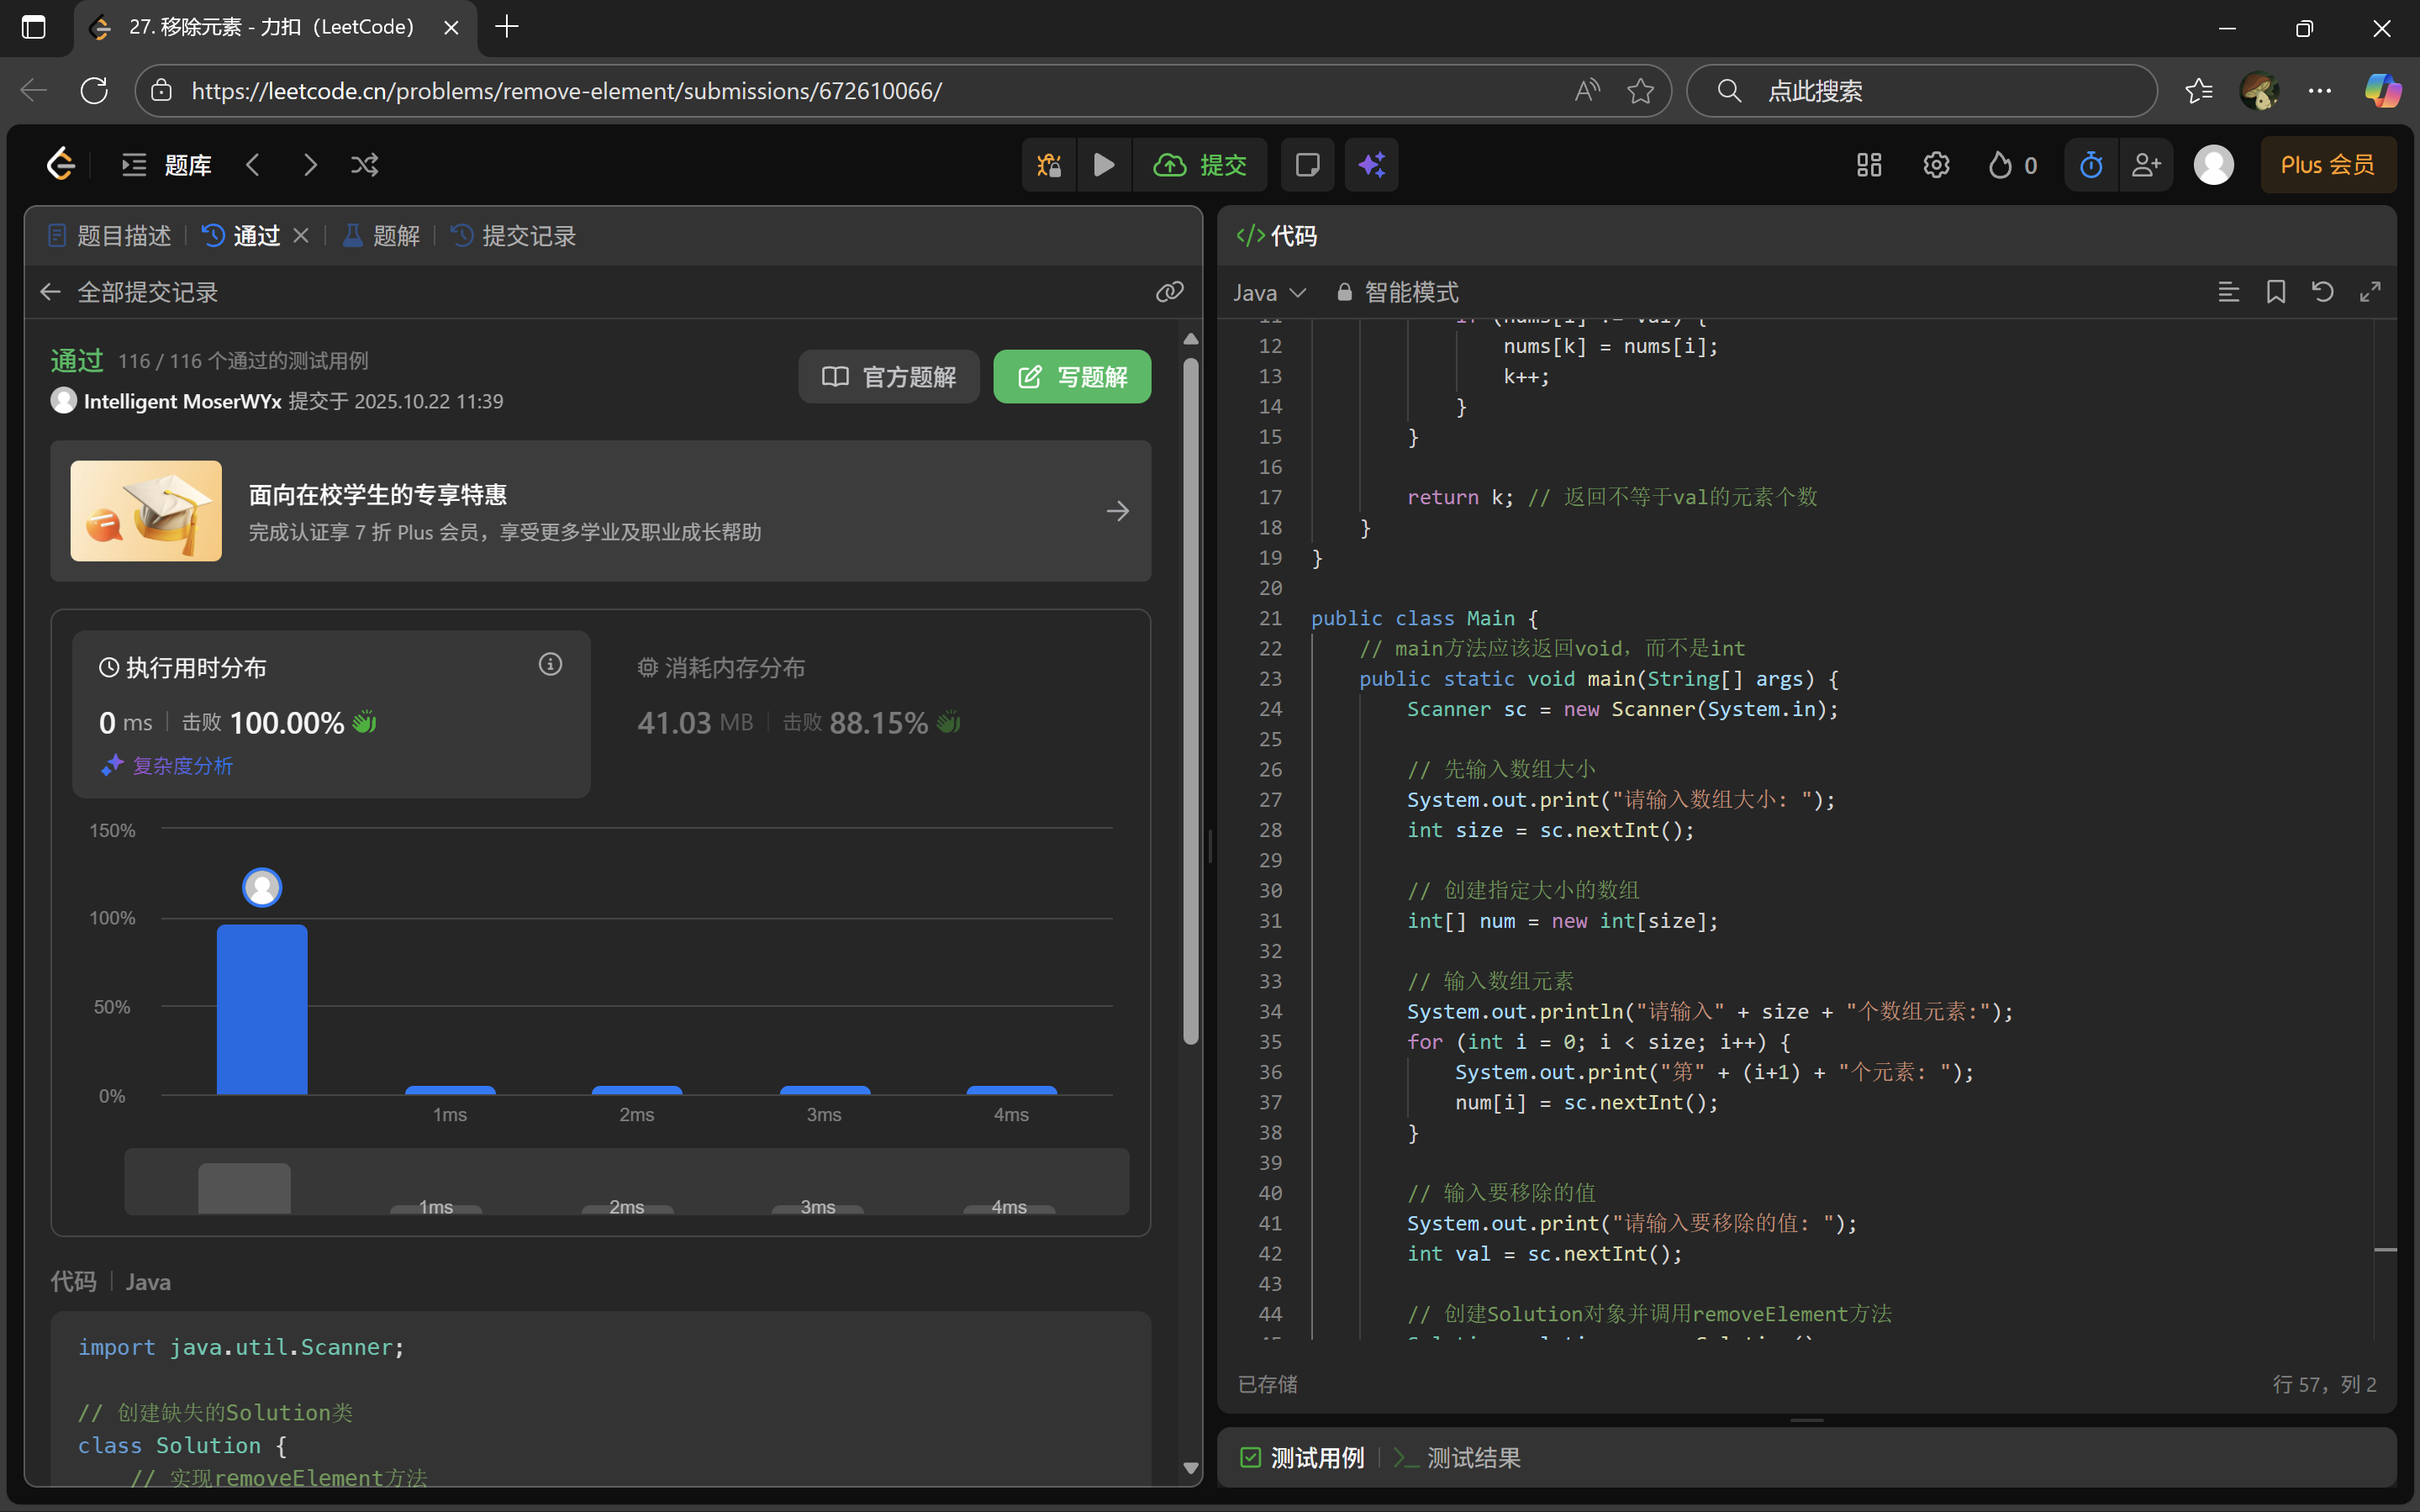 27. 移除元素 - 力扣（LeetCode）
https://leetcode.cn/problems/remove-element/submissions/672610066/
点此搜索
题库
提交
0
Plus 会员
题目描述
通过
题解
提交记录
全部提交记录
通过 116 / 116 个通过的测试用例
Intelligent MoserWYx 提交于 2025.10.22 11:39
官方题解
写题解
面向在校学生的专享特惠
完成认证享 7 折 Plus 会员，享受更多学业及职业成长帮助
执行用时分布
0 ms 击败 100.00%
复杂度分析
消耗内存分布
41.03 MB 击败 88.15%
150%
100%
50%
0%
1ms 2ms 3ms 4ms
1ms 2ms 3ms 4ms
代码 Java
import java.util.Scanner;
// 创建缺失的Solution类
class Solution {
// 实现removeElement方法
</> 代码
Java 智能模式
11 if (nums[i] != val) {
12 nums[k] = nums[i];
13 k++;
14 }
15 }
16
17 return k; // 返回不等于val的元素个数
18 }
19 }
20
21 public class Main {
22 // main方法应该返回void，而不是int
23 public static void main(String[] args) {
24 Scanner sc = new Scanner(System.in);
25
26 // 先输入数组大小
27 System.out.print("请输入数组大小: ");
28 int size = sc.nextInt();
29
30 // 创建指定大小的数组
31 int[] num = new int[size];
32
33 // 输入数组元素
34 System.out.println("请输入" + size + "个数组元素:");
35 for (int i = 0; i < size; i++) {
36 System.out.print("第" + (i+1) + "个元素: ");
37 num[i] = sc.nextInt();
38 }
39
40 // 输入要移除的值
41 System.out.print("请输入要移除的值: ");
42 int val = sc.nextInt();
43
44 // 创建Solution对象并调用removeElement方法
已存储
行 57，列 2
测试用例
测试结果